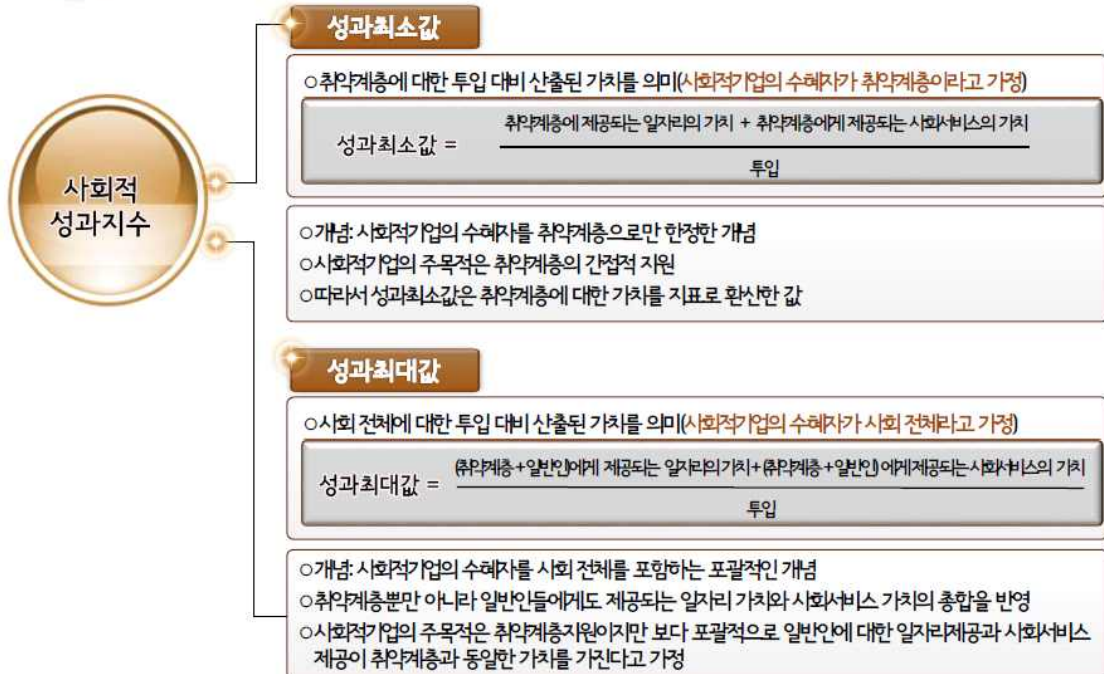 성과최소값
○취약계층에 대한 투입 대비 산출된 가치를 의미(사회적기업의 수혜자가 취약계층이라고 가정)
성과최소값 =
취약계층에 제공되는 일자리의 가치 + 취약계층에게 제공되는 사회서비스의 가치
투입
사회적
성과지수
○개념: 사회적기업의 수혜자를 취약계층으로만 한정한 개념
○사회적기업의 주목적은 취약계층의 간접적 지원
○따라서 성과최소값은 취약계층에 대한 가치를 지표로 환산한 값
성과최대값
○사회 전체에 대한 투입 대비 산출된 가치를 의미(사회적기업의 수혜자가 사회 전체라고 가정)
성과최대값 =
(취약계층+일반인)에게 제공되는 일자리의 가치+(취약계층+일반인) 에게 제공되는 사회서비스의 가치
투입
○개념: 사회적기업의 수혜자를 사회 전체를 포함하는 포괄적인 개념
○취약계층뿐만 아니라 일반인들에게도 제공되는 일자리 가치와 사회서비스 가치의 총합을 반영
○사회적기업의 주목적은 취약계층지원이지만 보다 포괄적으로 일반인에 대한 일자리제공과 사회서비스
제공이 취약계층과 동일한 가치를 가진다고 가정